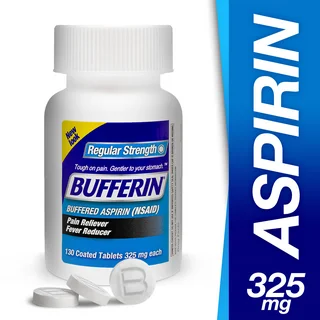 New
look
Regular Strength
Tough on pain. Gentler to your stomach.™
BUFFERIN®
BUFFERED ASPIRIN (NSAID)
Pain Reliever
Fever Reducer
130 Coated Tablets 325 mg each
B
ASPIRIN
325
mg